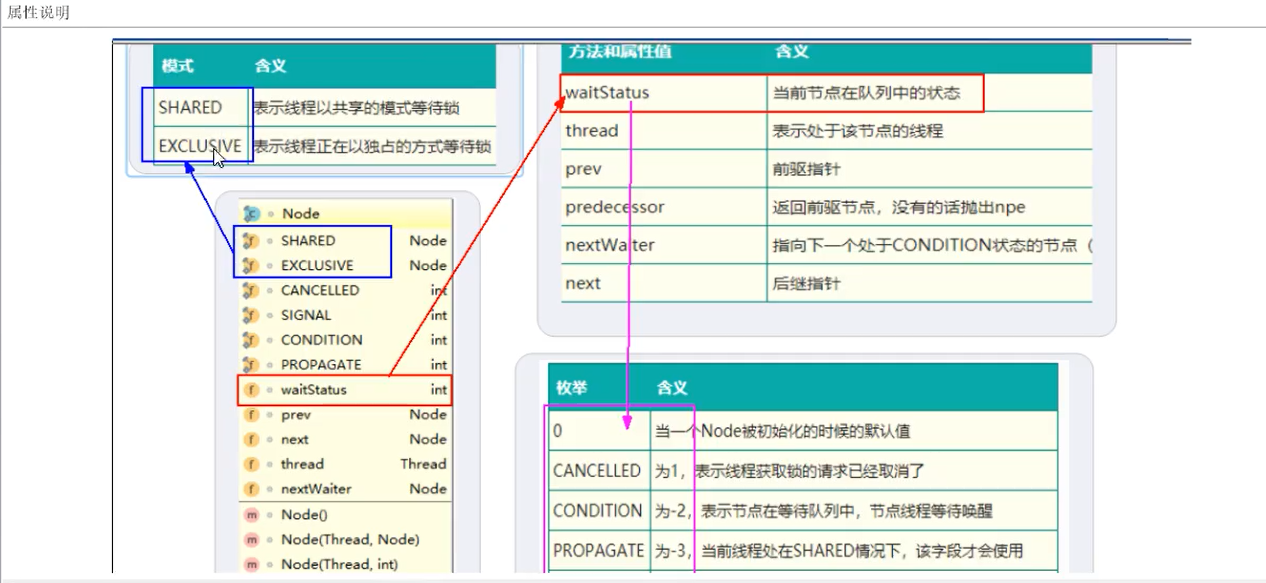 属性说明
模式 含义
SHARED 表示线程以共享的模式等待锁
EXCLUSIVE 表示线程正在以独占的方式等待锁
Node
SHARED Node
EXCLUSIVE Node
CANCELLED int
SIGNAL int
CONDITION int
PROPAGATE int
waitStatus int
prev Node
next Node
thread Thread
nextWaiter Node
Node()
Node(Thread, Node)
Node(Thread, int)
方法和属性值 含义
waitStatus 当前节点在队列中的状态
thread 表示处于该节点的线程
prev 前驱指针
predecessor 返回前驱节点，没有的话抛出npe
nextWaiter 指向下一个处于CONDITION状态的节点（
next 后继指针
枚举 含义
0 当一个Node被初始化的时候的默认值
CANCELLED 为1，表示线程获取锁的请求已经取消了
CONDITION 为-2，表示节点在等待队列中，节点线程等待唤醒
PROPAGATE 为-3，当前线程处在SHARED情况下，该字段才会使用